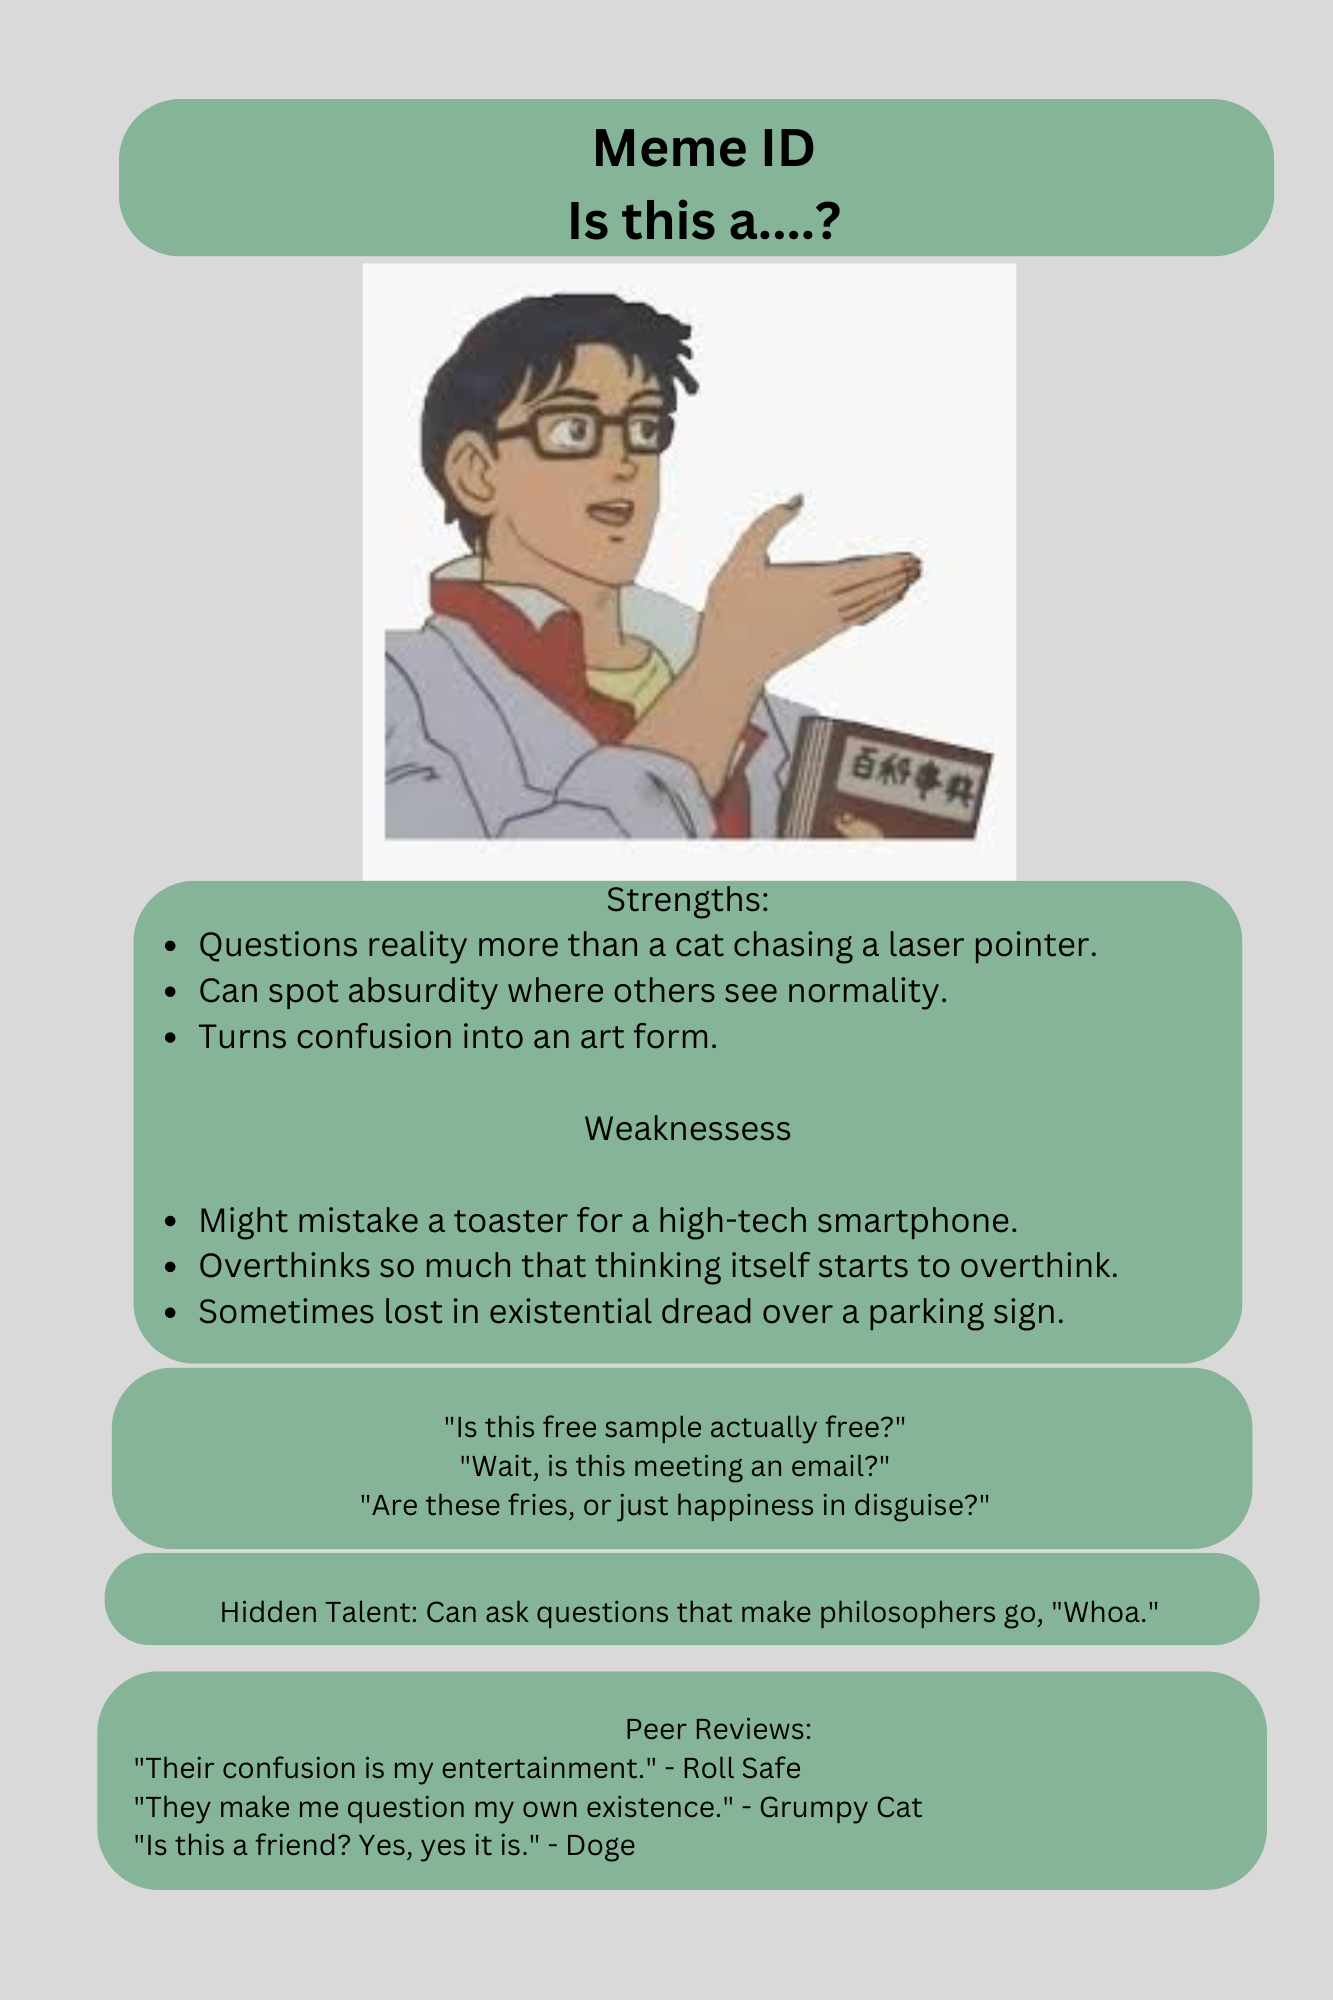 Meme ID
Is this a....?
百科事典
Strengths:
• Questions reality more than a cat chasing a laser pointer.
• Can spot absurdity where others see normality.
• Turns confusion into an art form.
Weaknessess
• Might mistake a toaster for a high-tech smartphone.
• Overthinks so much that thinking itself starts to overthink.
• Sometimes lost in existential dread over a parking sign.
"Is this free sample actually free?"
"Wait, is this meeting an email?"
"Are these fries, or just happiness in disguise?"
Hidden Talent: Can ask questions that make philosophers go, "Whoa."
Peer Reviews:
"Their confusion is my entertainment." - Roll Safe
"They make me question my own existence." - Grumpy Cat
"Is this a friend? Yes, yes it is." - Doge